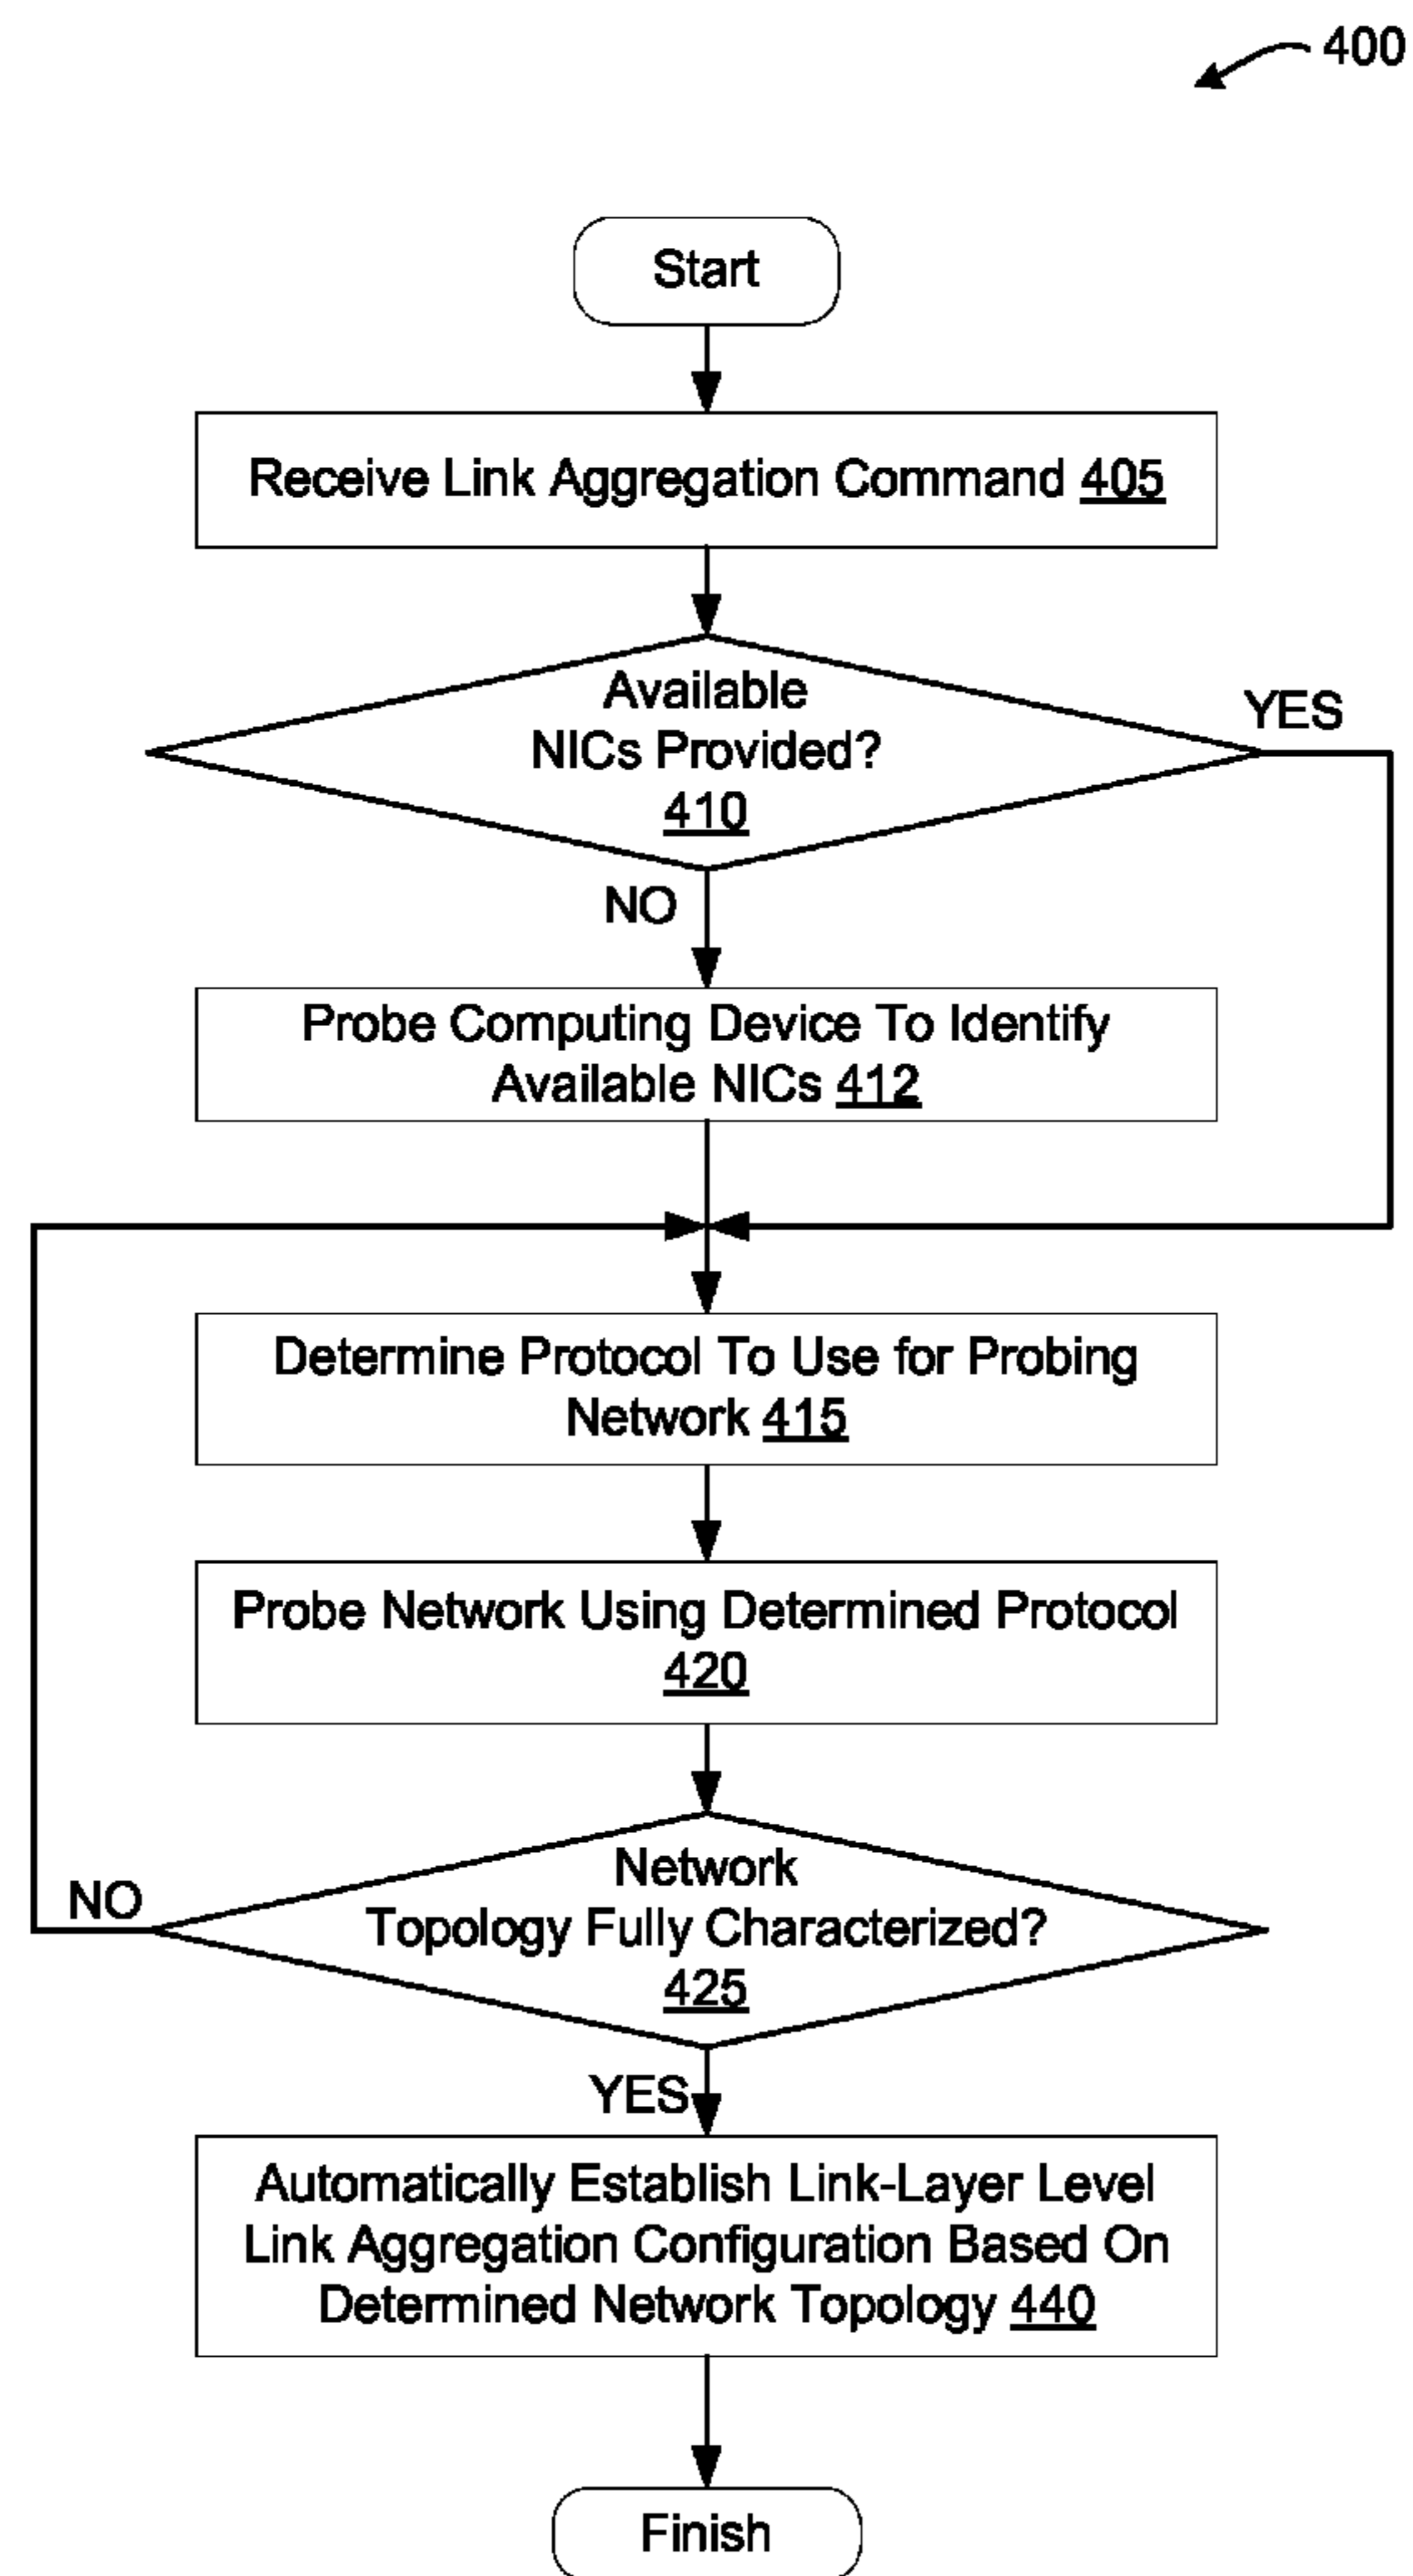 400
Start
Receive Link Aggregation Command 405
Available
NICs Provided?
410
YES
NO
Probe Computing Device To Identify
Available NICs 412
Determine Protocol To Use for Probing
Network 415
Probe Network Using Determined Protocol
420
Network
Topology Fully Characterized?
425
NO
YES
Automatically Establish Link-Layer Level
Link Aggregation Configuration Based On
Determined Network Topology 440
Finish